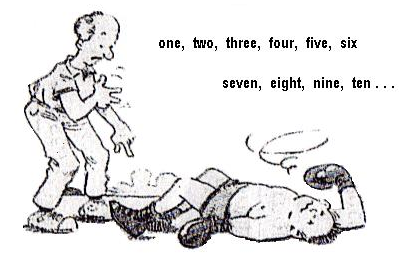 one, two, three, four, five, six
seven, eight, nine, ten . . .